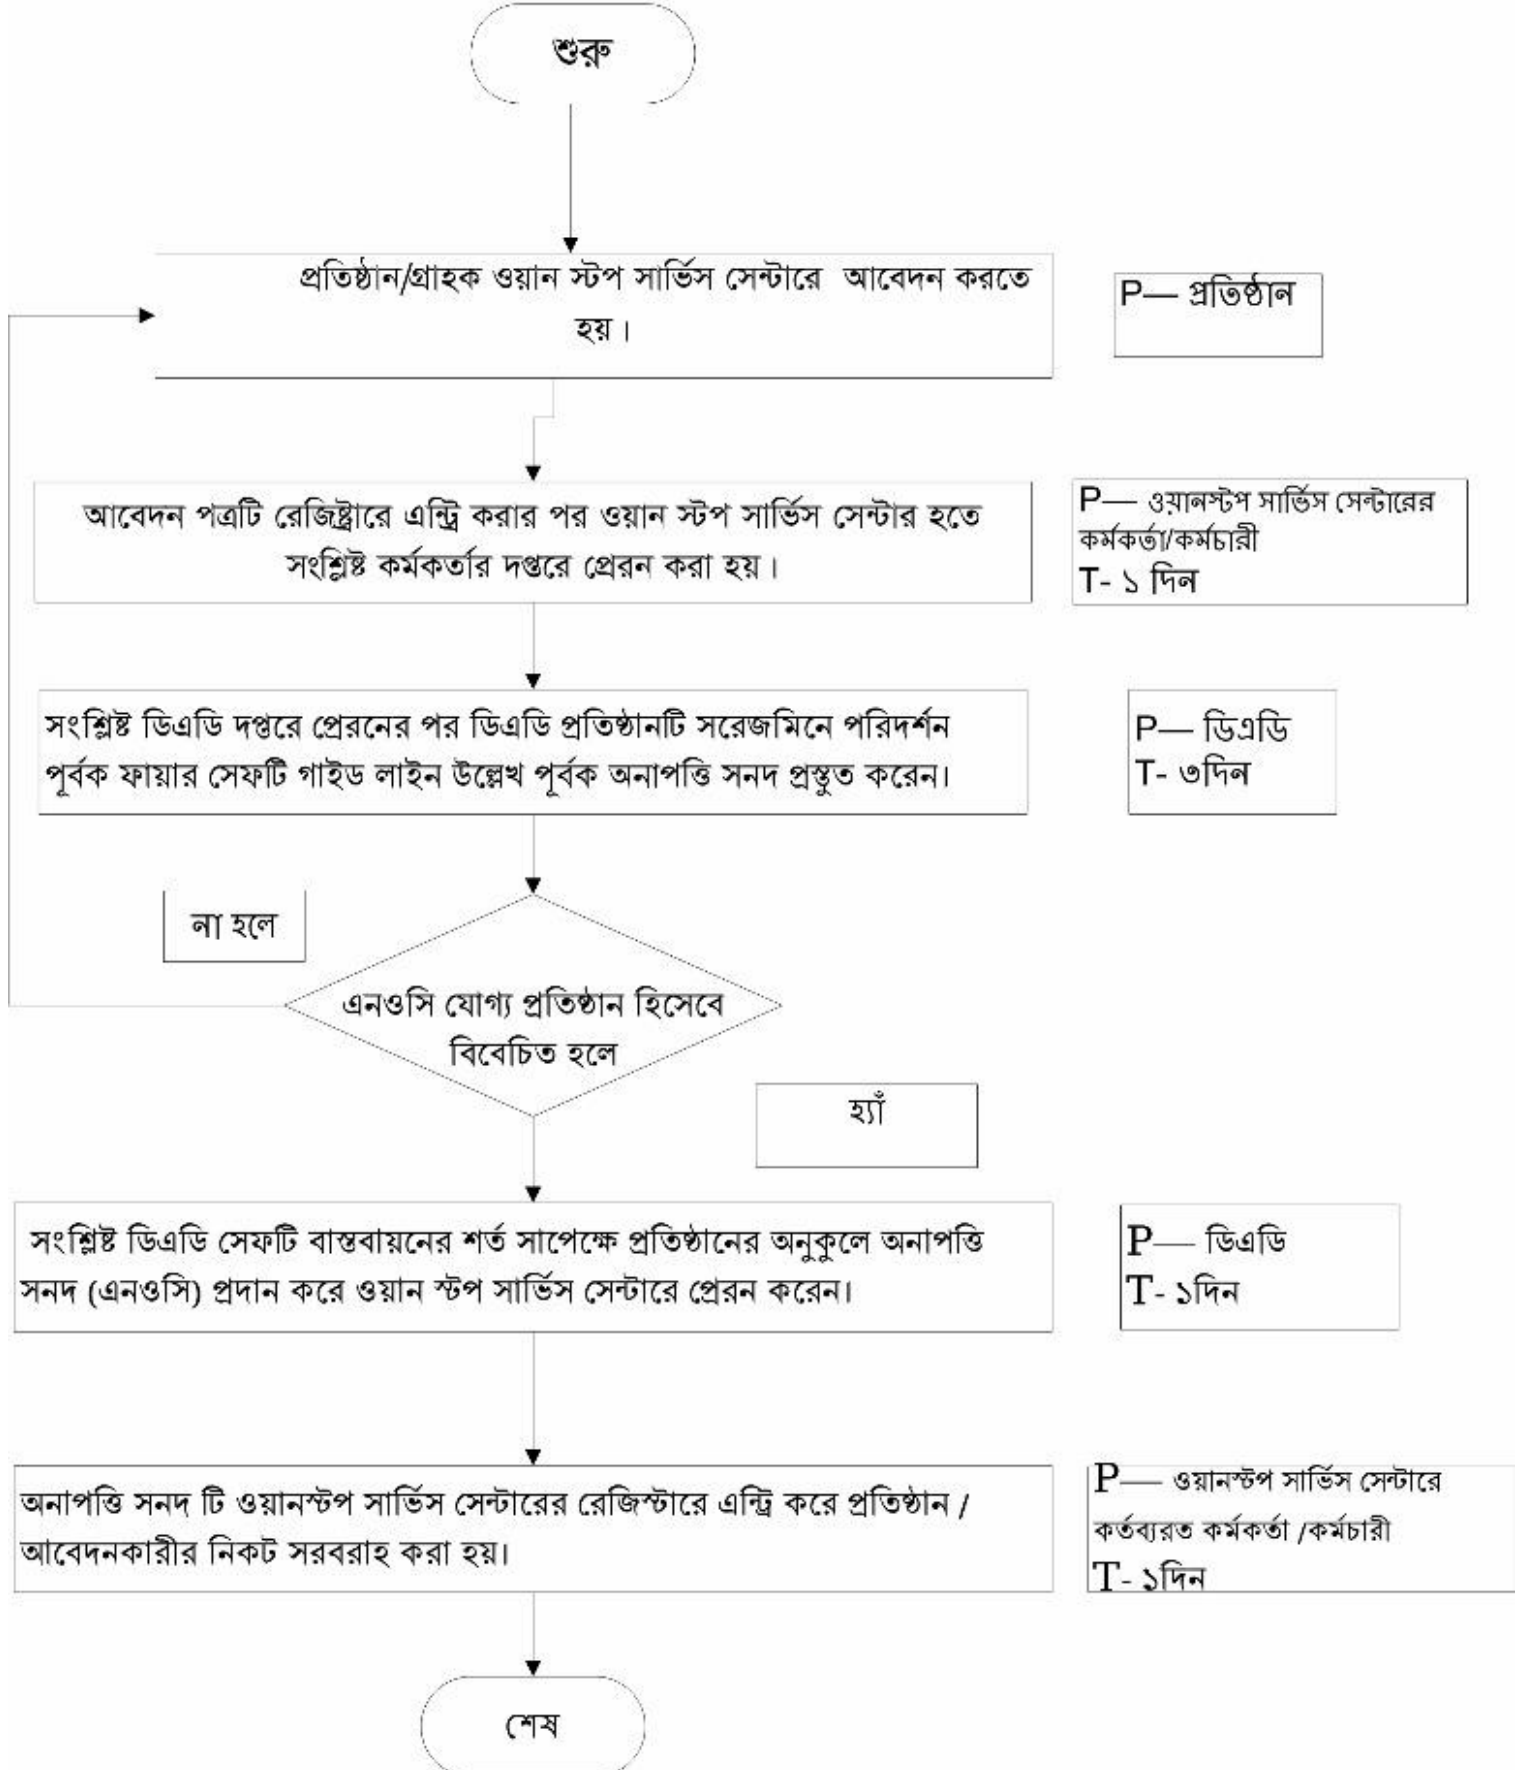 শুরু
প্রতিষ্ঠান/গ্রাহক ওয়ান স্টপ সার্ভিস সেন্টারে আবেদন করতে
হয়।
P— প্রতিষ্ঠান
আবেদন পত্রটি রেজিষ্ট্রারে এন্ট্রি করার পর ওয়ান স্টপ সার্ভিস সেন্টার হতে
সংশ্লিষ্ট কর্মকর্তার দপ্তরে প্রেরন করা হয়।
P— ওয়ানস্টপ সার্ভিস সেন্টারের
কর্মকর্তা/কর্মচারী
T- ১ দিন
সংশ্লিষ্ট ডিএডি দপ্তরে প্রেরনের পর ডিএডি প্রতিষ্ঠানটি সরেজমিনে পরিদর্শন
পূর্বক ফায়ার সেফটি গাইড লাইন উল্লেখ পূর্বক অনাপত্তি সনদ প্রস্তুত করেন।
P— ডিএডি
T- ৩দিন
না হলে
এনওসি যোগ্য প্রতিষ্ঠান হিসেবে
বিবেচিত হলে
হ্যাঁ
সংশ্লিষ্ট ডিএডি সেফটি বাস্তবায়নের শর্ত সাপেক্ষে প্রতিষ্ঠানের অনুকুলে অনাপত্তি
সনদ (এনওসি) প্রদান করে ওয়ান স্টপ সার্ভিস সেন্টারে প্রেরন করেন।
P— ডিএডি
T- ১দিন
অনাপত্তি সনদ টি ওয়ানস্টপ সার্ভিস সেন্টারের রেজিস্টারে এন্ট্রি করে প্রতিষ্ঠান /
আবেদনকারীর নিকট সরবরাহ করা হয়।
P— ওয়ানস্টপ সার্ভিস সেন্টারে
কর্তব্যরত কর্মকর্তা /কর্মচারী
T- ১দিন
শেষ